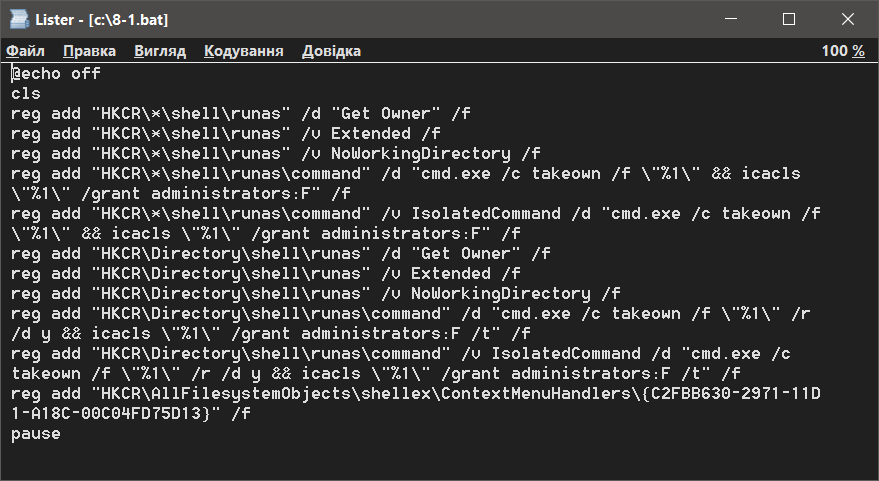 Lister - [c:\8-1.bat]
Файл Правка Вигляд Кодування Довідка 100 %
@echo off
cls
reg add "HKCR\*\shell\runas" /d "Get Owner" /f
reg add "HKCR\*\shell\runas" /v Extended /f
reg add "HKCR\*\shell\runas" /v NoWorkingDirectory /f
reg add "HKCR\*\shell\runas\command" /d "cmd.exe /c takeown /f \"%1\" && icacls
\"%1\" /grant administrators:F" /f
reg add "HKCR\*\shell\runas\command" /v IsolatedCommand /d "cmd.exe /c takeown /f
\"%1\" && icacls \"%1\" /grant administrators:F" /f
reg add "HKCR\Directory\shell\runas" /d "Get Owner" /f
reg add "HKCR\Directory\shell\runas" /v Extended /f
reg add "HKCR\Directory\shell\runas" /v NoWorkingDirectory /f
reg add "HKCR\Directory\shell\runas\command" /d "cmd.exe /c takeown /f \"%1\" /r
/d y && icacls \"%1\" /grant administrators:F /t" /f
reg add "HKCR\Directory\shell\runas\command" /v IsolatedCommand /d "cmd.exe /c
takeown /f \"%1\" /r /d y && icacls \"%1\" /grant administrators:F /t" /f
reg add "HKCR\AllFilesystemObjects\shellex\ContextMenuHandlers\{C2FBB630-2971-11D
1-A18C-00C04FD75D13}" /f
pause